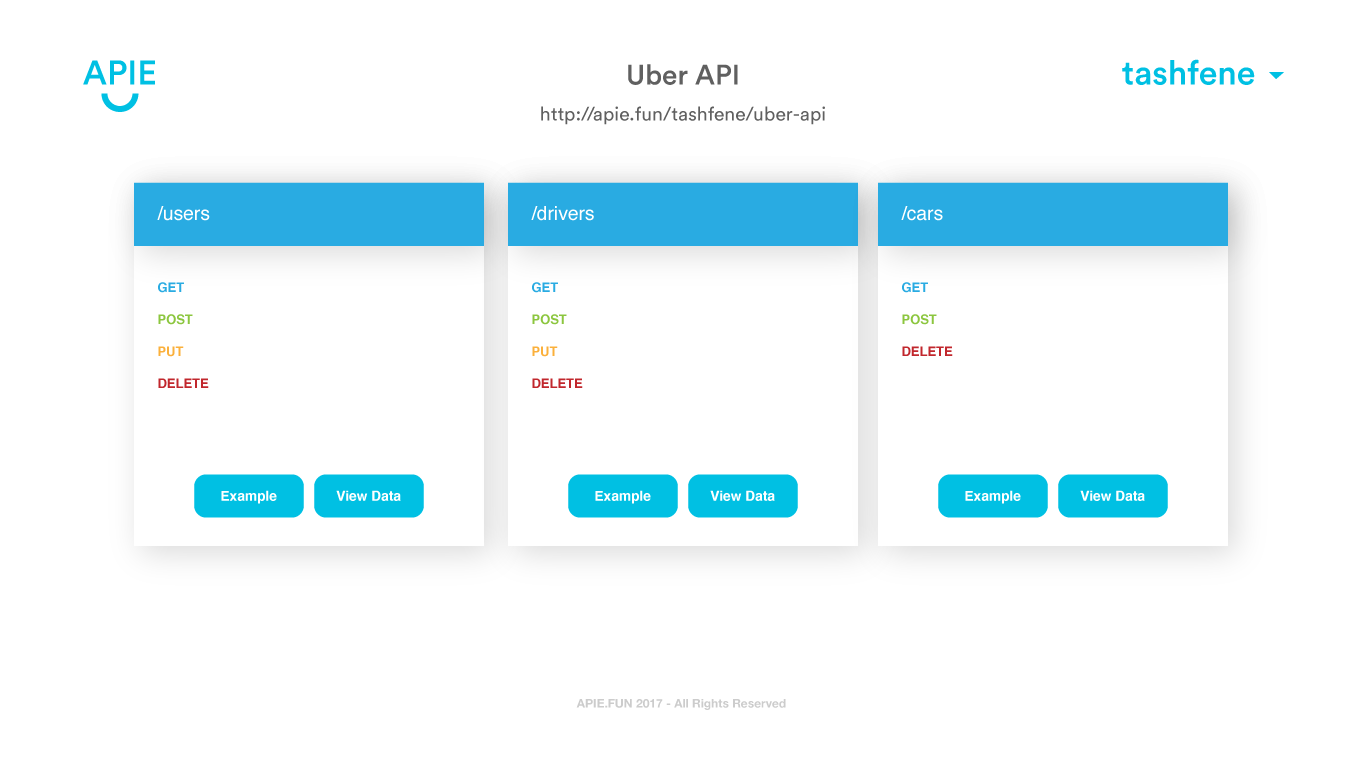 APIE
Uber API
tashfene
http://apie.fun/tashfene/uber-api
/users
GET
POST
PUT
DELETE
Example
View Data
/drivers
GET
POST
PUT
DELETE
Example
View Data
/cars
GET
POST
DELETE
Example
View Data
APIE.FUN 2017 - All Rights Reserved